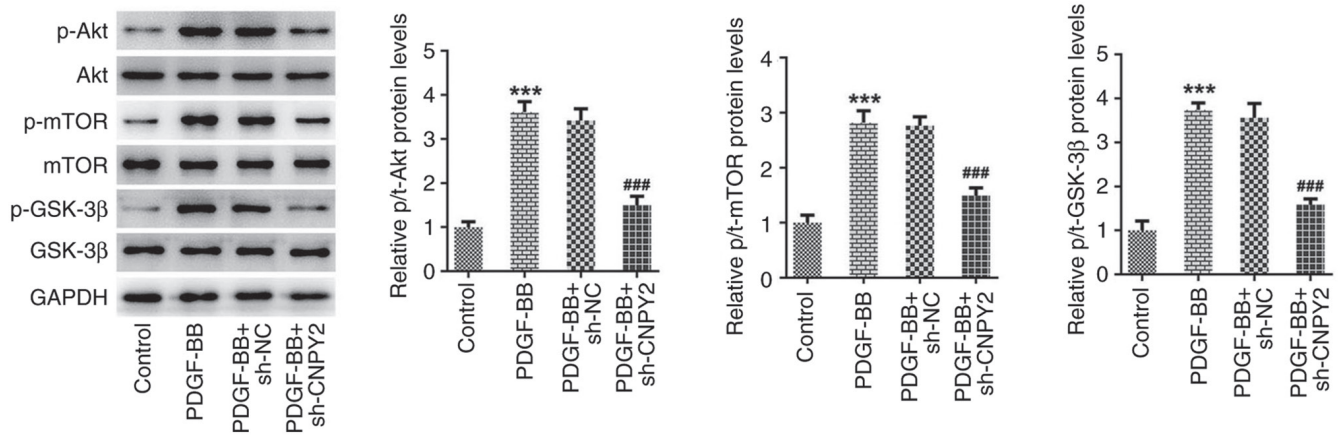 p-Akt
Akt
p-mTOR
mTOR
p-GSK-3β
GSK-3β
GAPDH
Control
PDGF-BB
PDGF-BB+
sh-NC
PDGF-BB+
sh-CNPY2
Relative p/t-Akt protein levels
5
4
3
2
1
0
***
###
Control
PDGF-BB
PDGF-BB+
sh-NC
PDGF-BB+
sh-CNPY2
Relative p/t-mTOR protein levels
4
3
2
1
0
***
###
Control
PDGF-BB
PDGF-BB+
sh-NC
PDGF-BB+
sh-CNPY2
Relative p/t-GSK-3β protein levels
5
4
3
2
1
0
***
###
Control
PDGF-BB
PDGF-BB+
sh-NC
PDGF-BB+
sh-CNPY2